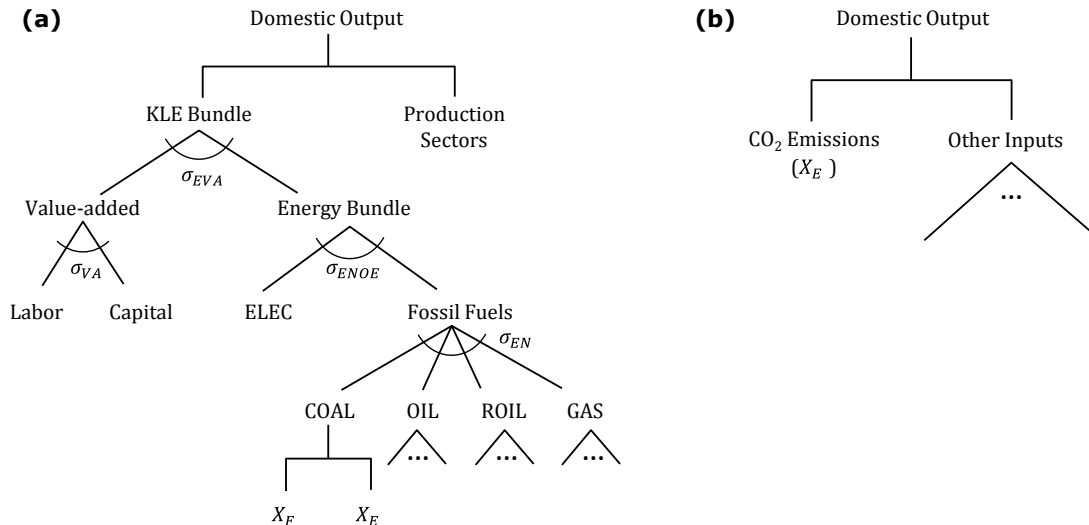 (a)
Domestic Output
KLE Bundle
Production
Sectors
σ_EVA
Value-added
Energy Bundle
σ_VA
σ_ENOE
Labor
Capital
ELEC
Fossil Fuels
σ_EN
COAL
OIL
ROIL
GAS
...
...
...
X_F
X_E
(b)
Domestic Output
CO₂ Emissions
(X_E )
Other Inputs
...